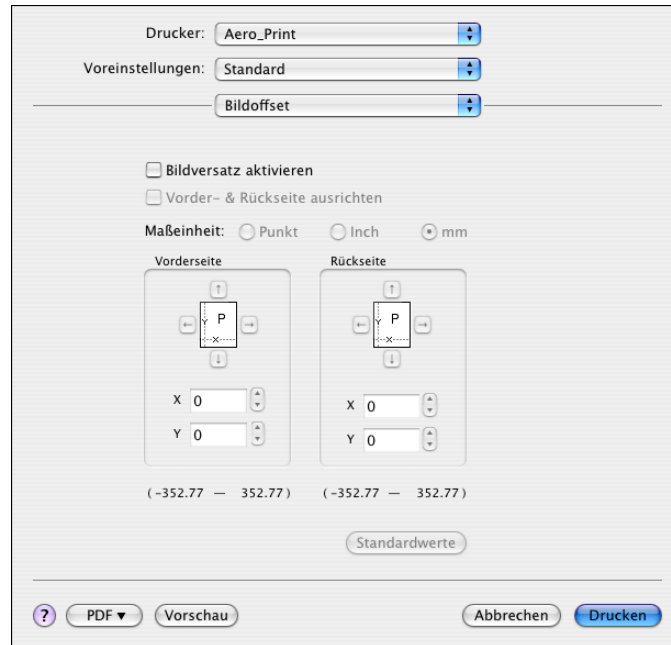 Drucker: Aero_Print
Voreinstellungen: Standard
Bildoffset
Bildversatz aktivieren
Vorder- & Rückseite ausrichten
Maßeinheit: Punkt Inch mm
Vorderseite Rückseite
↑ ↑
← Y P → ← Y P →
X X
↓ ↓
X 0 X 0
Y 0 Y 0
(-352.77 — 352.77) (-352.77 — 352.77)
Standardwerte
? PDF ▼ Vorschau Abbrechen Drucken